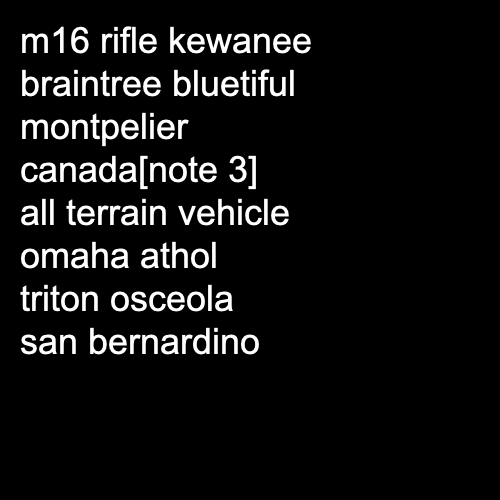 m16 rifle kewanee
braintree bluetiful
montpelier
canada[note 3]
all terrain vehicle
omaha athol
triton osceola
san bernardino